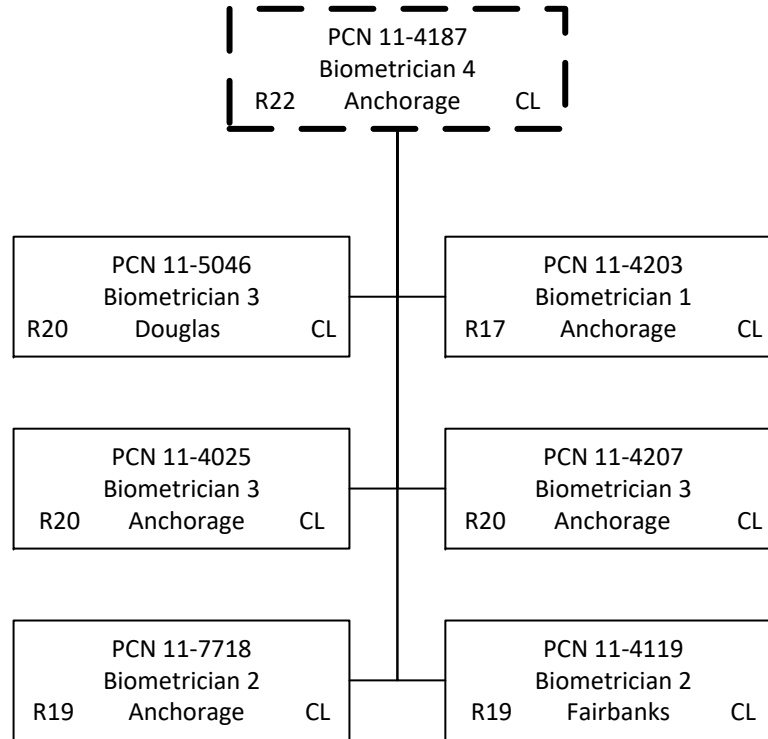 PCN 11-4187
Biometrician 4
R22 Anchorage CL
PCN 11-5046
Biometrician 3
R20 Douglas CL
PCN 11-4203
Biometrician 1
R17 Anchorage CL
PCN 11-4025
Biometrician 3
R20 Anchorage CL
PCN 11-4207
Biometrician 3
R20 Anchorage CL
PCN 11-7718
Biometrician 2
R19 Anchorage CL
PCN 11-4119
Biometrician 2
R19 Fairbanks CL